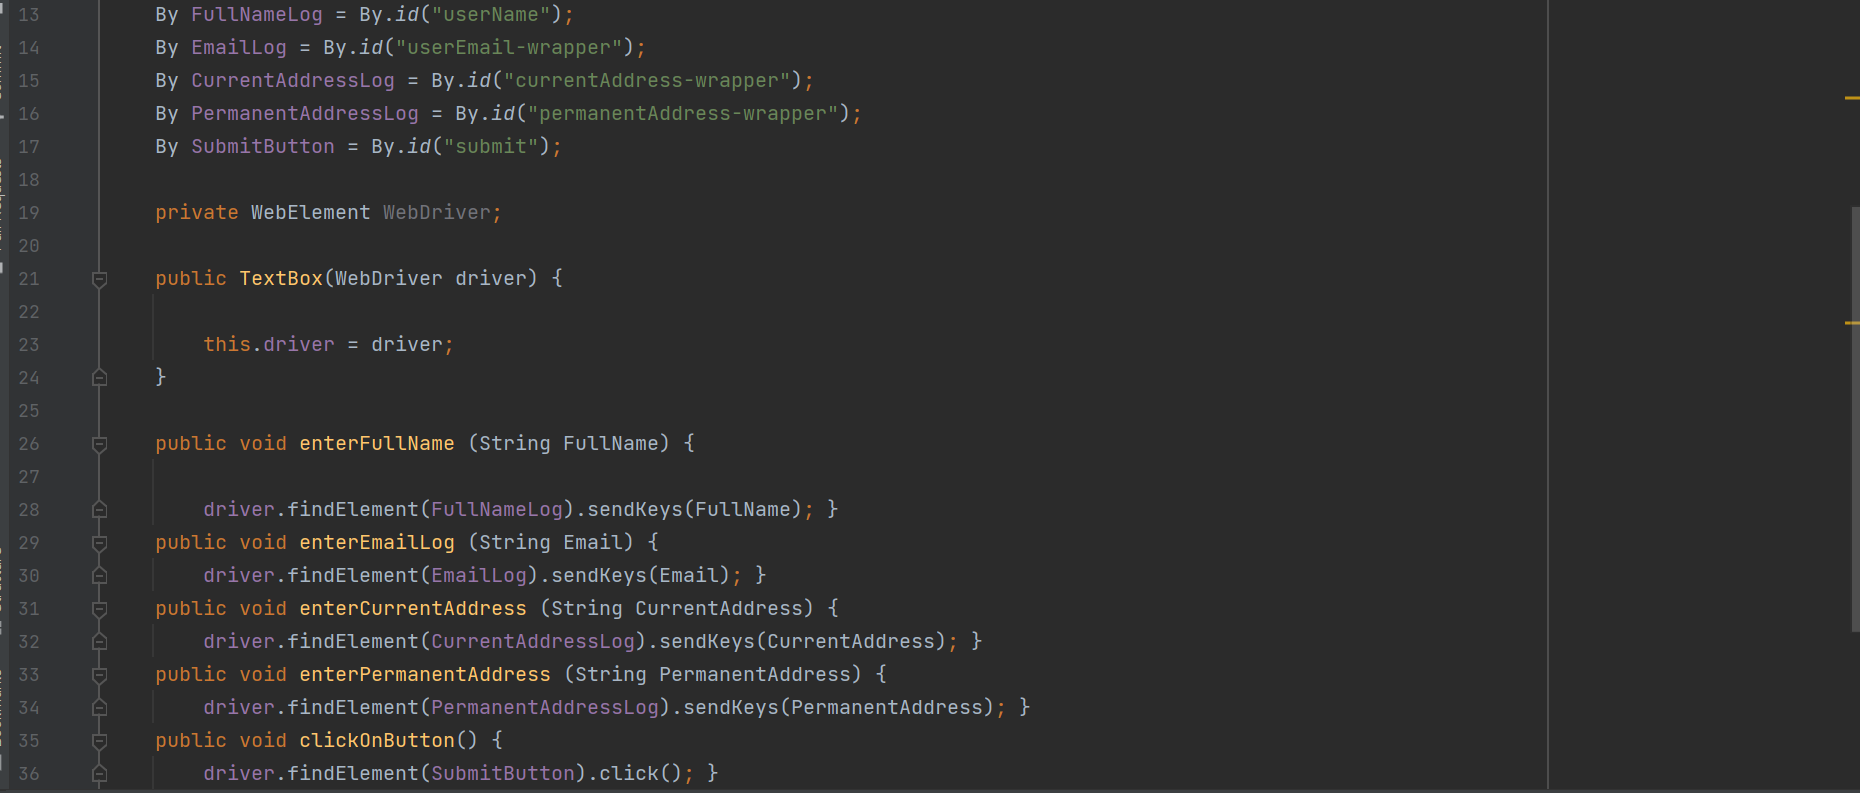 13 By FullNameLog = By.id("userName");
14 By EmailLog = By.id("userEmail-wrapper");
15 By CurrentAddressLog = By.id("currentAddress-wrapper");
16 By PermanentAddressLog = By.id("permanentAddress-wrapper");
17 By SubmitButton = By.id("submit");
18
19 private WebElement WebDriver;
20
21 public TextBox(WebDriver driver) {
22
23 this.driver = driver;
24 }
25
26 public void enterFullName (String FullName) {
27
28 driver.findElement(FullNameLog).sendKeys(FullName); }
29 public void enterEmailLog (String Email) {
30 driver.findElement(EmailLog).sendKeys(Email); }
31 public void enterCurrentAddress (String CurrentAddress) {
32 driver.findElement(CurrentAddressLog).sendKeys(CurrentAddress); }
33 public void enterPermanentAddress (String PermanentAddress) {
34 driver.findElement(PermanentAddressLog).sendKeys(PermanentAddress); }
35 public void clickOnButton() {
36 driver.findElement(SubmitButton).click(); }